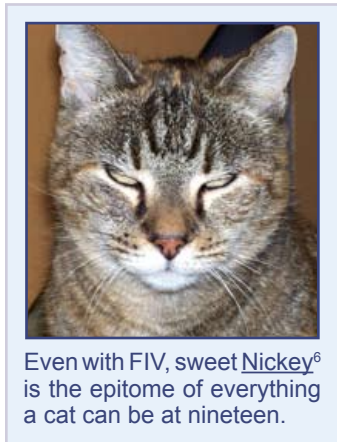 Even with FIV, sweet Nickey⁶
is the epitome of everything
a cat can be at nineteen.